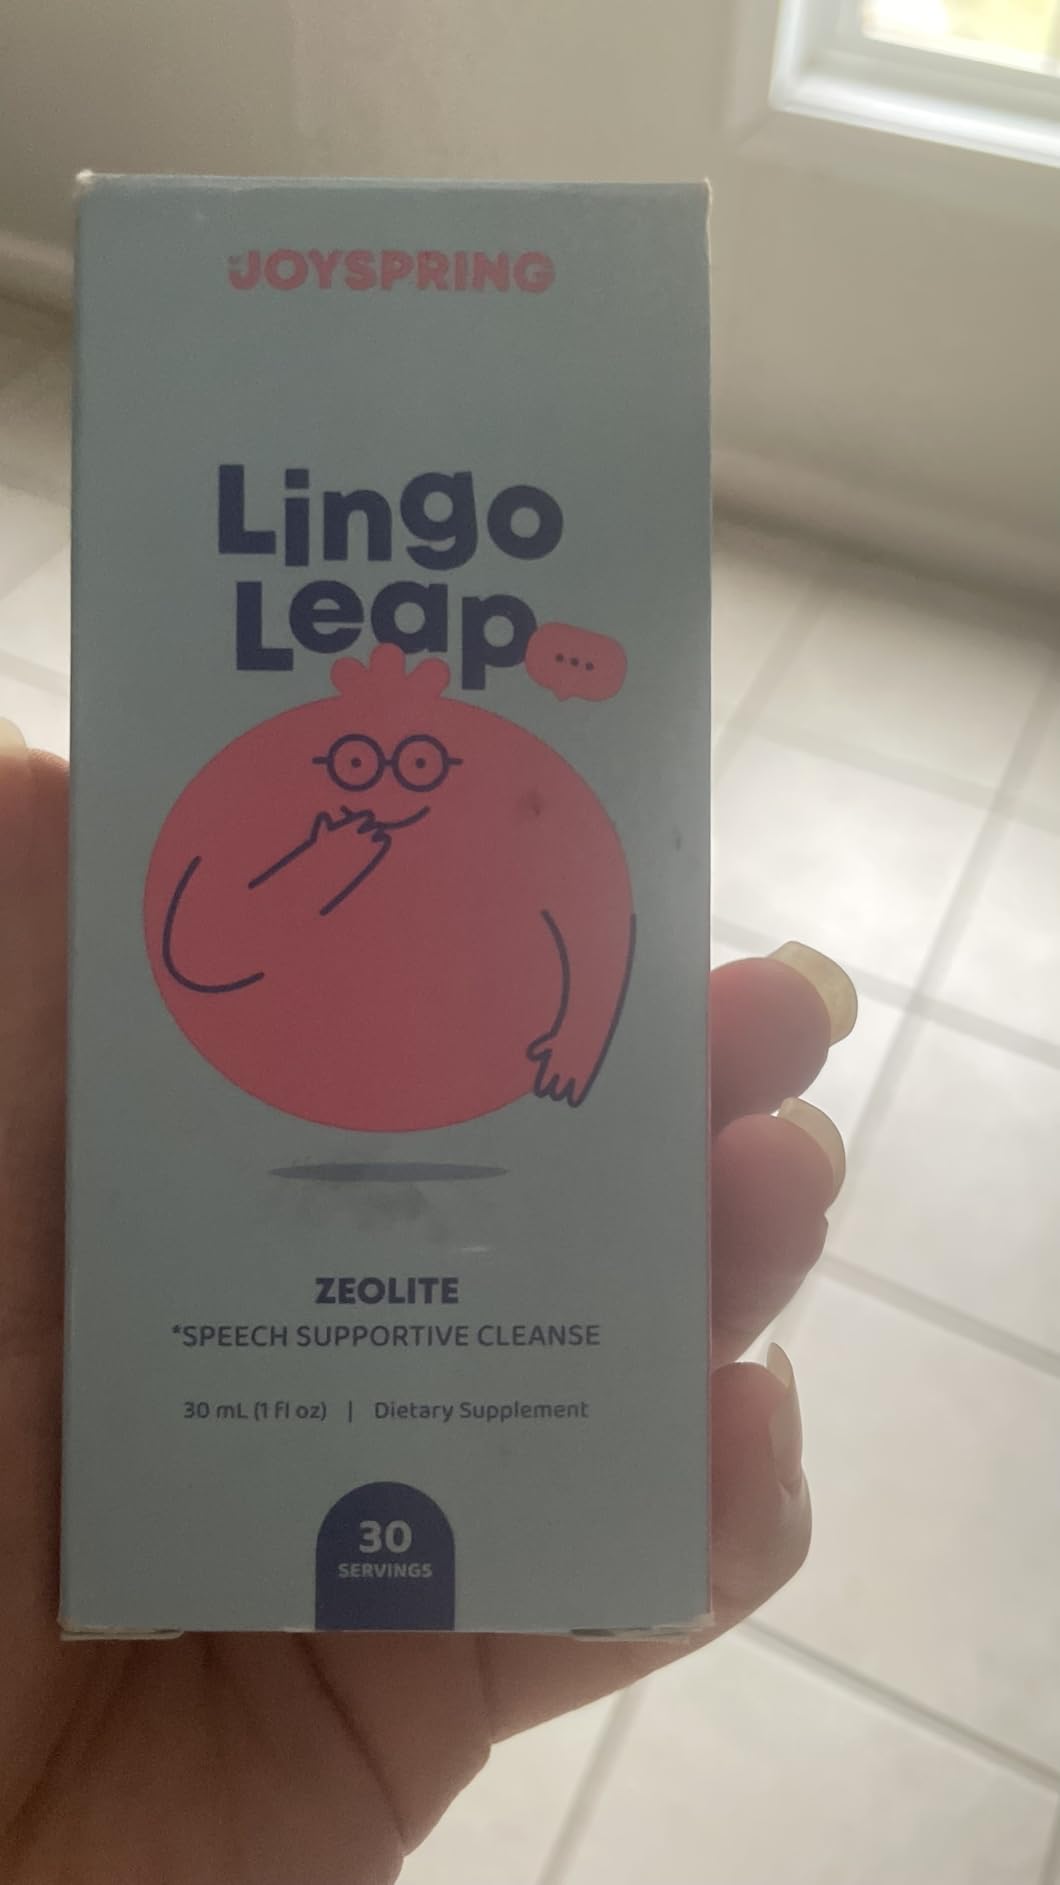 JOYSPRING
Lingo
Leap
ZEOLITE
*SPEECH SUPPORTIVE CLEANSE
30 mL (1 fl oz) | Dietary Supplement
30
SERVINGS